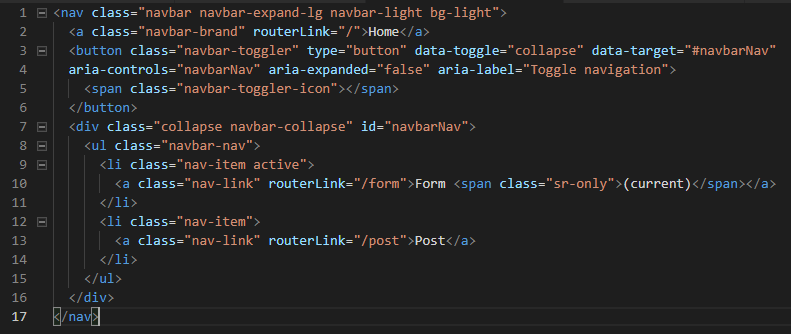 1 <nav class="navbar navbar-expand-lg navbar-light bg-light">
2   <a class="navbar-brand" routerLink="/">Home</a>
3   <button class="navbar-toggler" type="button" data-toggle="collapse" data-target="#navbarNav"
4   aria-controls="navbarNav" aria-expanded="false" aria-label="Toggle navigation">
5     <span class="navbar-toggler-icon"></span>
6   </button>
7   <div class="collapse navbar-collapse" id="navbarNav">
8     <ul class="navbar-nav">
9       <li class="nav-item active">
10         <a class="nav-link" routerLink="/form">Form <span class="sr-only">(current)</span></a>
11       </li>
12       <li class="nav-item">
13         <a class="nav-link" routerLink="/post">Post</a>
14       </li>
15     </ul>
16   </div>
17 </nav>